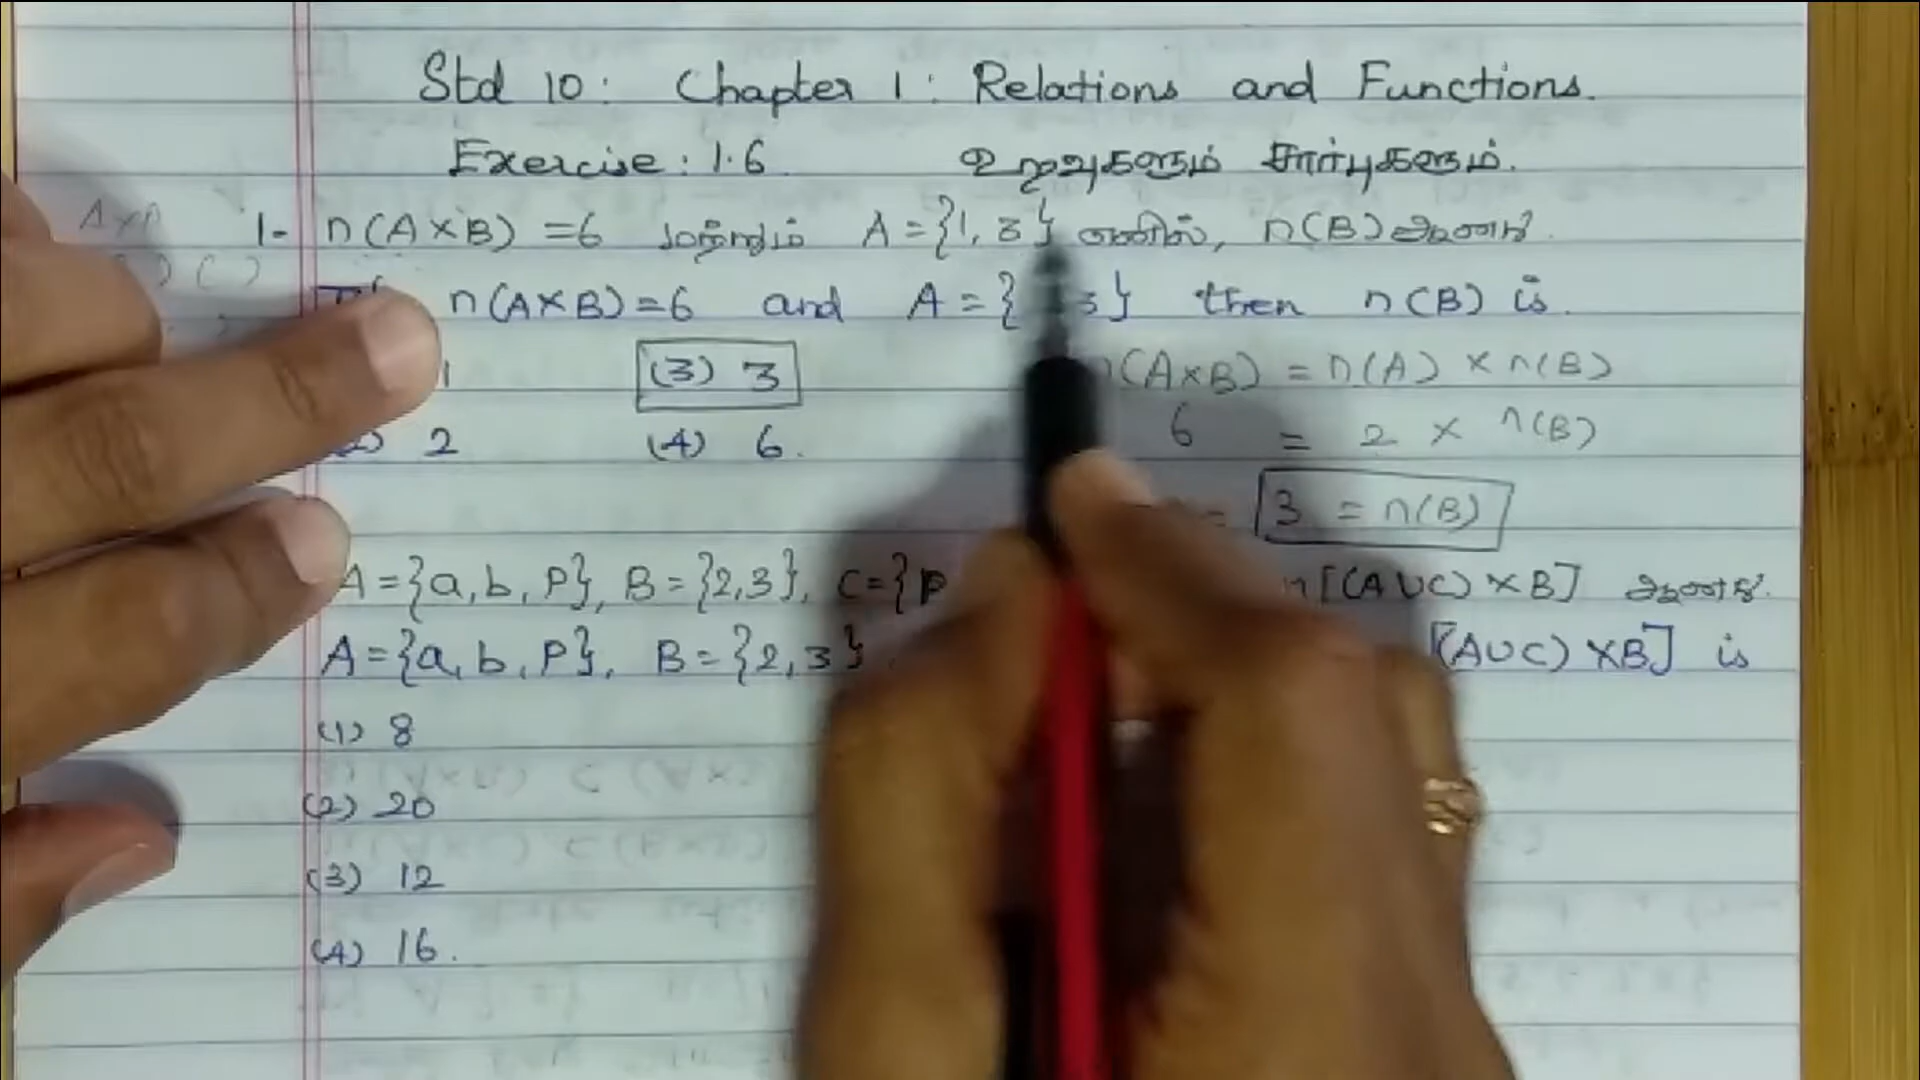 Std 10: Chapter 1: Relations and Functions.
Exercise: 1.6 உறவுகளும் சார்புகளும்.
1- n(A×B) =6 மற்றும் A={1, 3} எனில், n(B) ஆனது
n(A×B)=6 and A={ 3} then n(B) is.
1 (3) 3 (A×B) = n(A) × n(B)
2 (4) 6. 6 = 2 × n(B)
= 3 = n(B)
A={a,b,p}, B={2,3}, C={p n[(A∪C)×B] ஆனது.
A={a,b,p}, B={2,3} [(A∪C)×B] is
(1) 8
(2) 20
(3) 12
(4) 16.